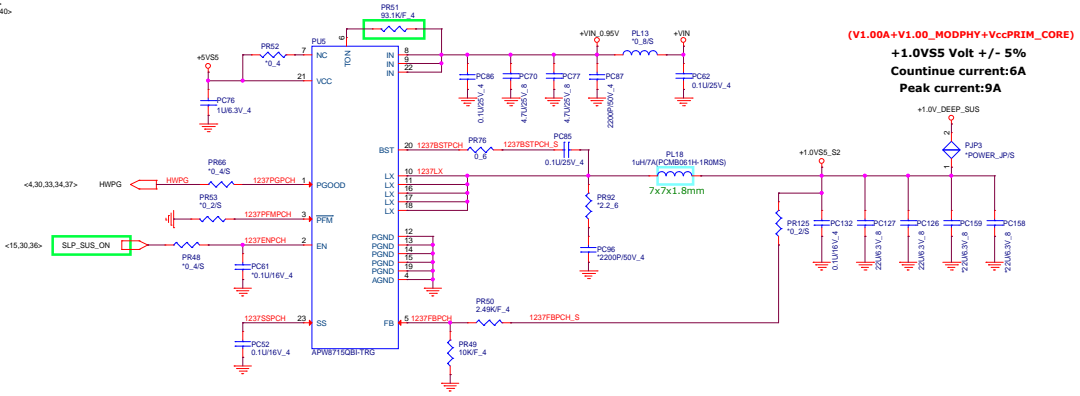 40>
PR51
93.1K/F_4
PU5
6
TON
PR52
*0_4
+5VS5
7
NC
21
VCC
PC76
1U/6.3V_4
IN
8
IN
9
IN
22
+VIN_0.95V
PL13
*0_8/S
+VIN
PC86
0.1U/25V_4
PC70
4.7U/25V_8
PC77
4.7U/25V_8
PC87
2200P/50V_4
PC62
0.1U/25V_4
(V1.00A+V1.00_MODPHY+VccPRIM_CORE)
+1.0VS5 Volt +/- 5%
Countinue current:6A
Peak current:9A
+1.0V_DEEP_SUS
2
PJP3
*POWER_JP/S
1
BST
20
1237BSTPCH
PR76
0_6
1237BSTPCH_S
PC85
0.1U/25V_4
LX
10
1237LX
LX
11
LX
16
LX
17
LX
18
PL18
1uH/7A(PCMB061H-1R0MS)
7x7x1.8mm
+1.0VS5_S2
<4,30,33,34,37>
HWPG
HWPG
PR66
*0_4/S
1237PGPCH
1
PGOOD
PR53
*0_2/S
1237PFMPCH
3
PFM
<15,30,36>
SLP_SUS_ON
PR48
*0_4/S
1237ENPCH
2
EN
PC61
*0.1U/16V_4
PGND
12
PGND
13
PGND
14
PGND
15
PGND
19
AGND
4
PR92
*2.2_6
PC96
*2200P/50V_4
PR125
*0_2/S
PC132
0.1U/16V_4
PC127
22U/6.3V_8
PC126
22U/6.3V_8
PC159
*22U/6.3V_8
PC158
*22U/6.3V_8
1237SSPCH
23
SS
PC52
0.1U/16V_4
FB
5
1237FBPCH
PR50
2.49K/F_4
1237FBPCH_S
PR49
10K/F_4
APW8715QBI-TRG